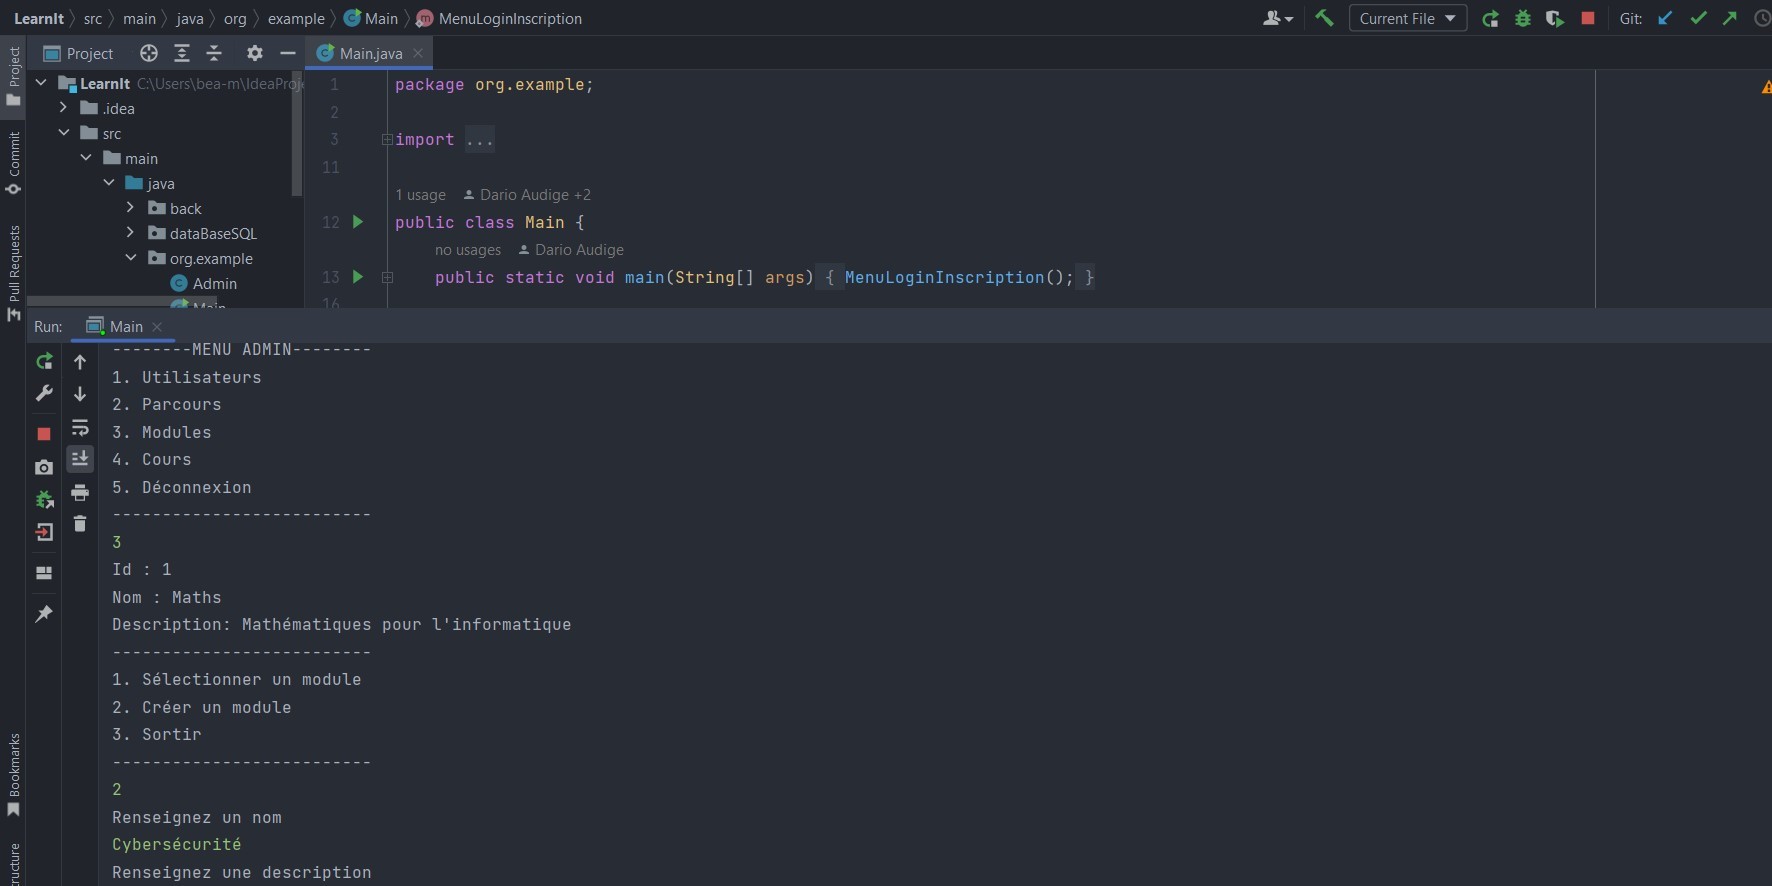 LearnIt src main java org example Main MenuLoginInscription Current File Git:
Project Main.java
LearnIt C:\Users\bea-m\IdeaProj
.idea
src
main
java
back
dataBaseSQL
org.example
Admin
Main
Project
Commit
Pull Requests
Bookmarks
1 package org.example;
2
3 import ...
11
1 usage Dario Audige +2
12 public class Main {
no usages Dario Audige
13 public static void main(String[] args) { MenuLoginInscription(); }
16
Run: Main
--------MENU ADMIN--------
1. Utilisateurs
2. Parcours
3. Modules
4. Cours
5. Déconnexion
--------------------------
3
Id : 1
Nom : Maths
Description: Mathématiques pour l'informatique
--------------------------
1. Sélectionner un module
2. Créer un module
3. Sortir
--------------------------
2
Renseignez un nom
Cybersécurité
Renseignez une description